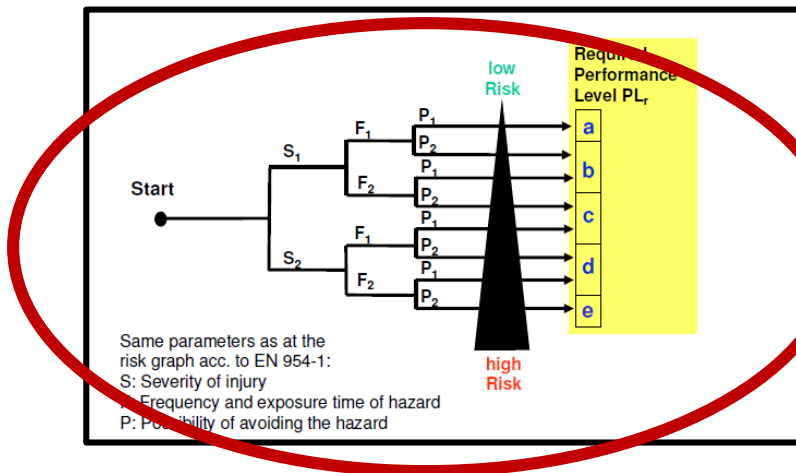 low
Risk
Required
Performance
Level PLr
Start
S1
S2
F1
F2
F1
F2
P1
P2
P1
P2
P1
P2
P1
P2
a
b
c
d
e
high
Risk
Same parameters as at the
risk graph acc. to EN 954-1:
S: Severity of injury
Frequency and exposure time of hazard
P: Possibility of avoiding the hazard